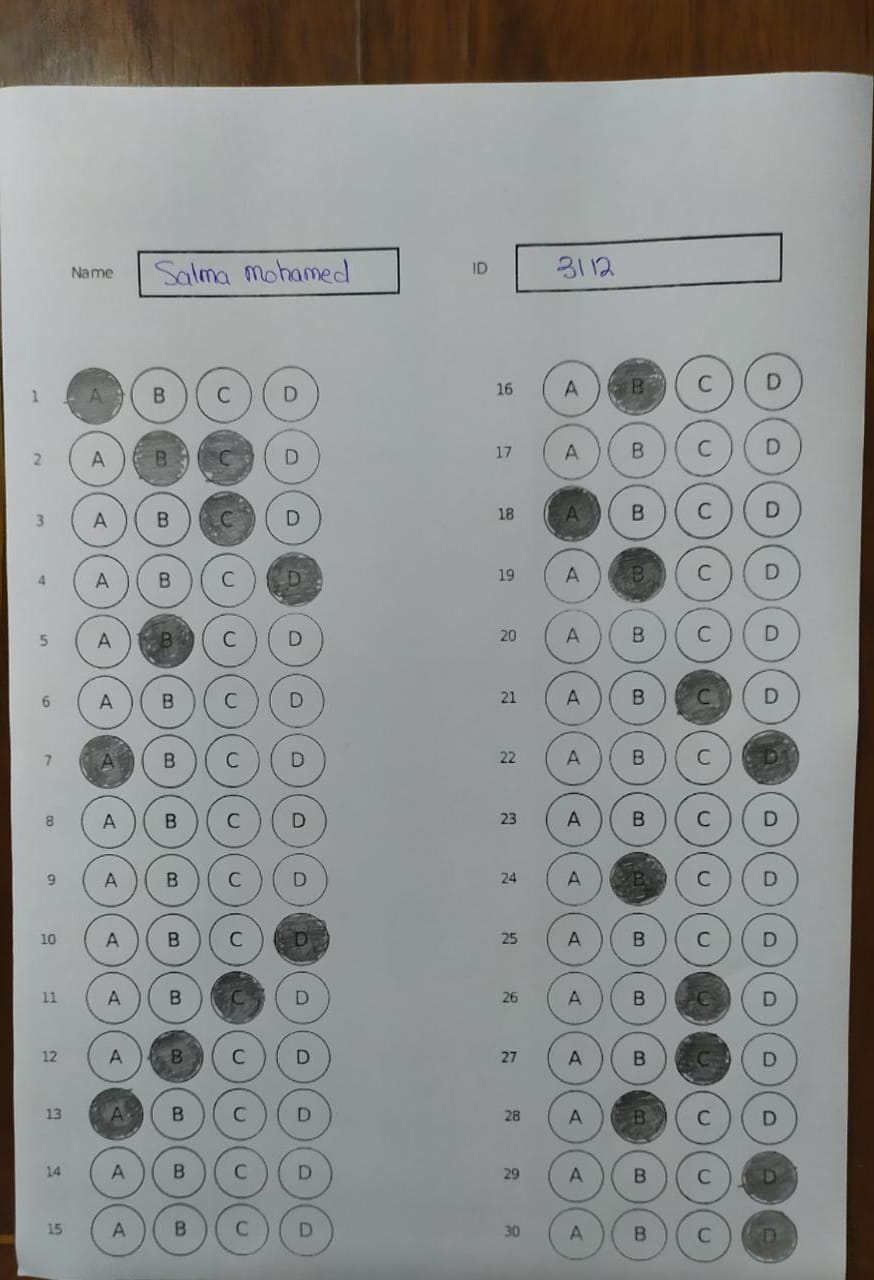 Name Salma mohamed ID 3112
1 A B C D
2 A B C D
3 A B C D
4 A B C D
5 A B C D
6 A B C D
7 A B C D
8 A B C D
9 A B C D
10 A B C D
11 A B C D
12 A B C D
13 A B C D
14 A B C D
15 A B C D
16 A B C D
17 A B C D
18 A B C D
19 A B C D
20 A B C D
21 A B C D
22 A B C D
23 A B C D
24 A B C D
25 A B C D
26 A B C D
27 A B C D
28 A B C D
29 A B C D
30 A B C D